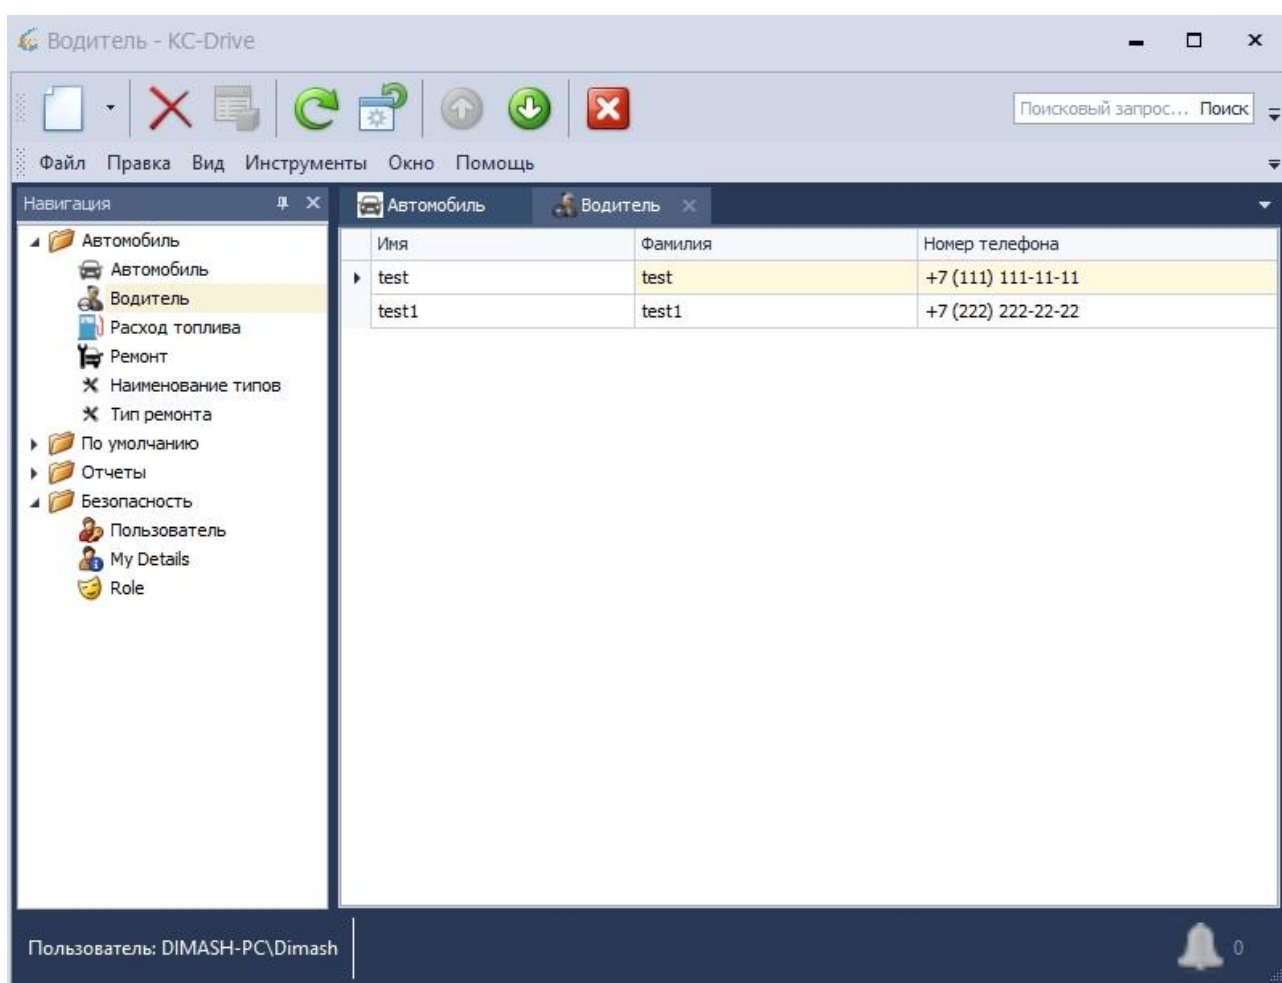 Водитель - KC-Drive
Поисковый запрос... Поиск
Файл Правка Вид Инструменты Окно Помощь
Навигация
Автомобиль
Автомобиль
Водитель
Расход топлива
Ремонт
Наименование типов
Тип ремонта
По умолчанию
Отчеты
Безопасность
Пользователь
My Details
Role
Автомобиль Водитель
Имя Фамилия Номер телефона
test test +7 (111) 111-11-11
test1 test1 +7 (222) 222-22-22
Пользователь: DIMASH-PC\Dimash
0